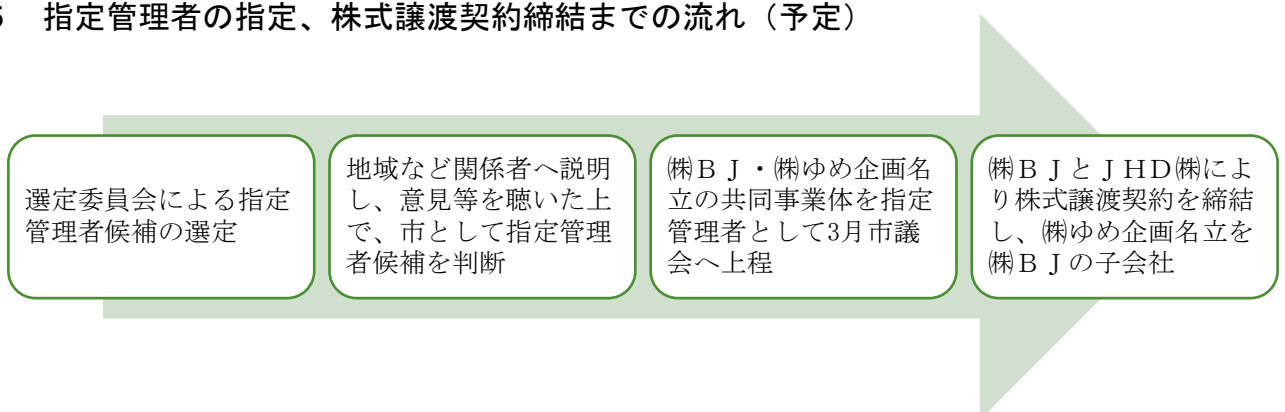 指定管理者の指定、株式譲渡契約締結までの流れ（予定）
選定委員会による指定
管理者候補の選定
地域など関係者へ説明
し、意見等を聴いた上
で、市として指定管理
者候補を判断
㈱ＢＪ・㈱ゆめ企画名
立の共同事業体を指定
管理者として3月市議
会へ上程
㈱ＢＪとＪＨＤ㈱によ
り株式譲渡契約を締結
し、㈱ゆめ企画名立を
㈱ＢＪの子会社